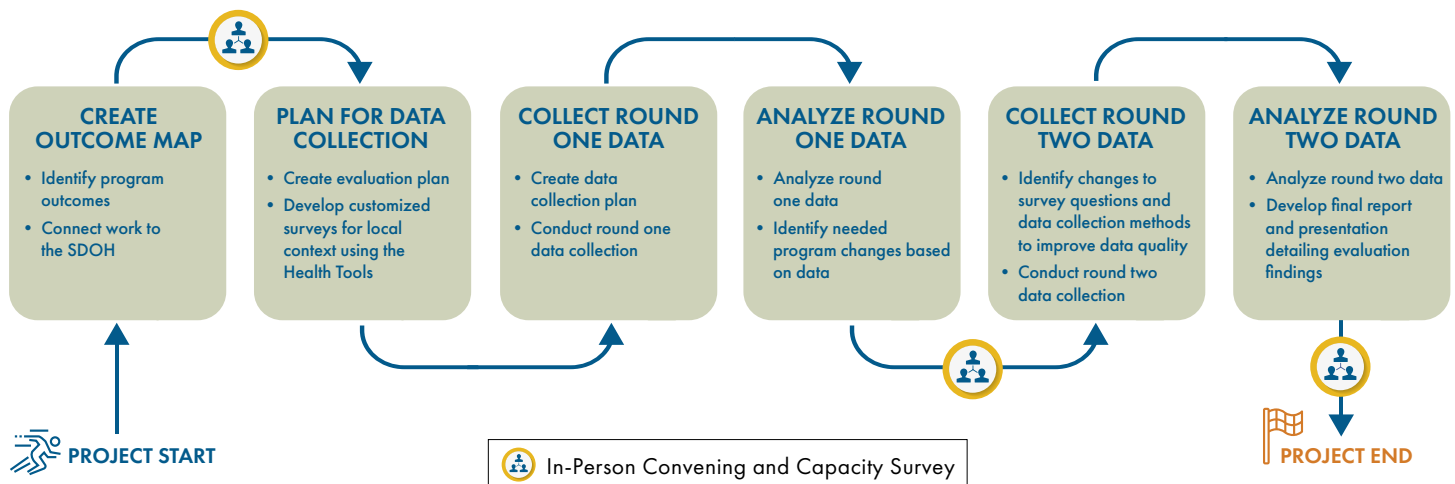 CREATE
OUTCOME MAP
• Identify program
outcomes
• Connect work to
the SDOH
PLAN FOR DATA
COLLECTION
• Create evaluation plan
• Develop customized
surveys for local
context using the
Health Tools
COLLECT ROUND
ONE DATA
• Create data
collection plan
• Conduct round one
data collection
ANALYZE ROUND
ONE DATA
• Analyze round
one data
• Identify needed
program changes based
on data
COLLECT ROUND
TWO DATA
• Identify changes to
survey questions and
data collection methods
to improve data quality
• Conduct round two
data collection
ANALYZE ROUND
TWO DATA
• Analyze round two data
• Develop final report
and presentation
detailing evaluation
findings
PROJECT START
In-Person Convening and Capacity Survey
PROJECT END